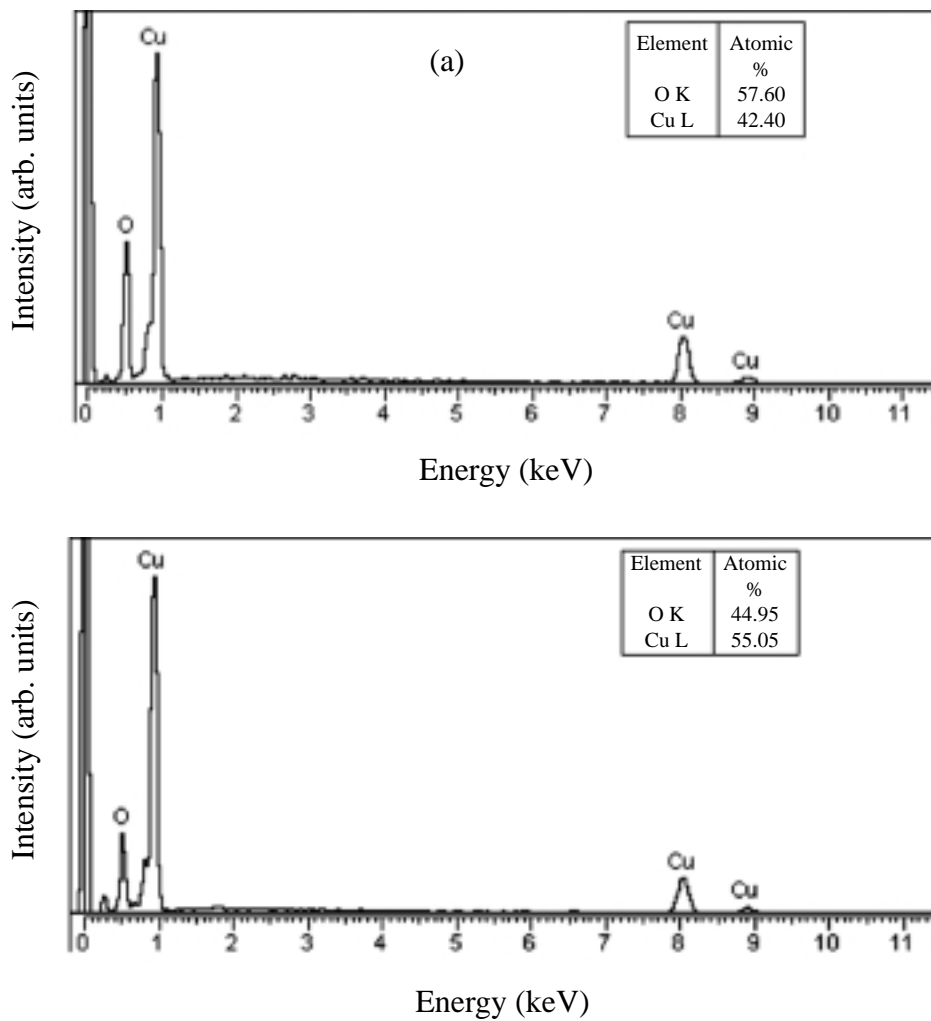 Cu
(a)
Element Atomic
%
O K 57.60
Cu L 42.40
O
Cu
Cu
Intensity (arb. units)
0 1 2 3 4 5 6 7 8 9 10 11
Energy (keV)
Cu
Element Atomic
%
O K 44.95
Cu L 55.05
O
Cu
Cu
Intensity (arb. units)
0 1 2 3 4 5 6 7 8 9 10 11
Energy (keV)